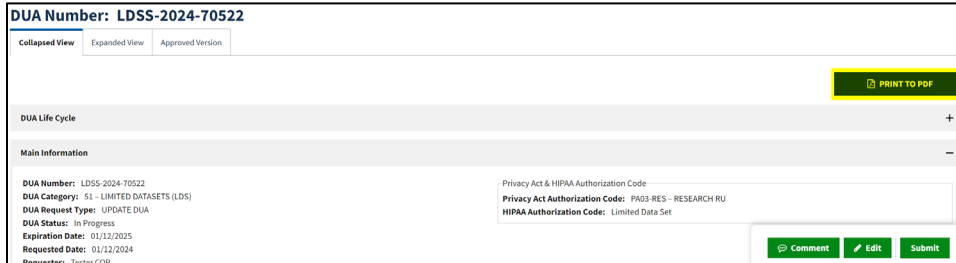 DUA Number: LDSS-2024-70522
Collapsed View Expanded View Approved Version
PRINT TO PDF
DUA Life Cycle +
Main Information –
DUA Number: LDSS-2024-70522
DUA Category: 51 – LIMITED DATASETS (LDS)
DUA Request Type: UPDATE DUA
DUA Status: In Progress
Expiration Date: 01/12/2025
Requested Date: 01/12/2024
Requester: Tester COR
Privacy Act & HIPAA Authorization Code
Privacy Act Authorization Code: PA03-RES – RESEARCH RU
HIPAA Authorization Code: Limited Data Set
Comment Edit Submit